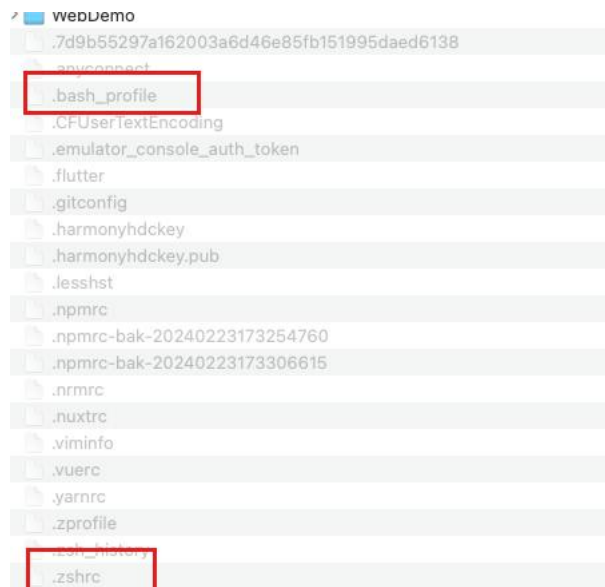 WebDemo
.7d9b55297a162003a6d46e85fb151995daed6138
.anyconnect
.bash_profile
.CFUserTextEncoding
.emulator_console_auth_token
.flutter
.gitconfig
.harmonyhdckey
.harmonyhdckey.pub
.lesshst
.npmrc
.npmrc-bak-20240223173254760
.npmrc-bak-20240223173306615
.nrmrc
.nuxtrc
.viminfo
.vuerc
.yarnrc
.zprofile
.zsh_history
.zshrc